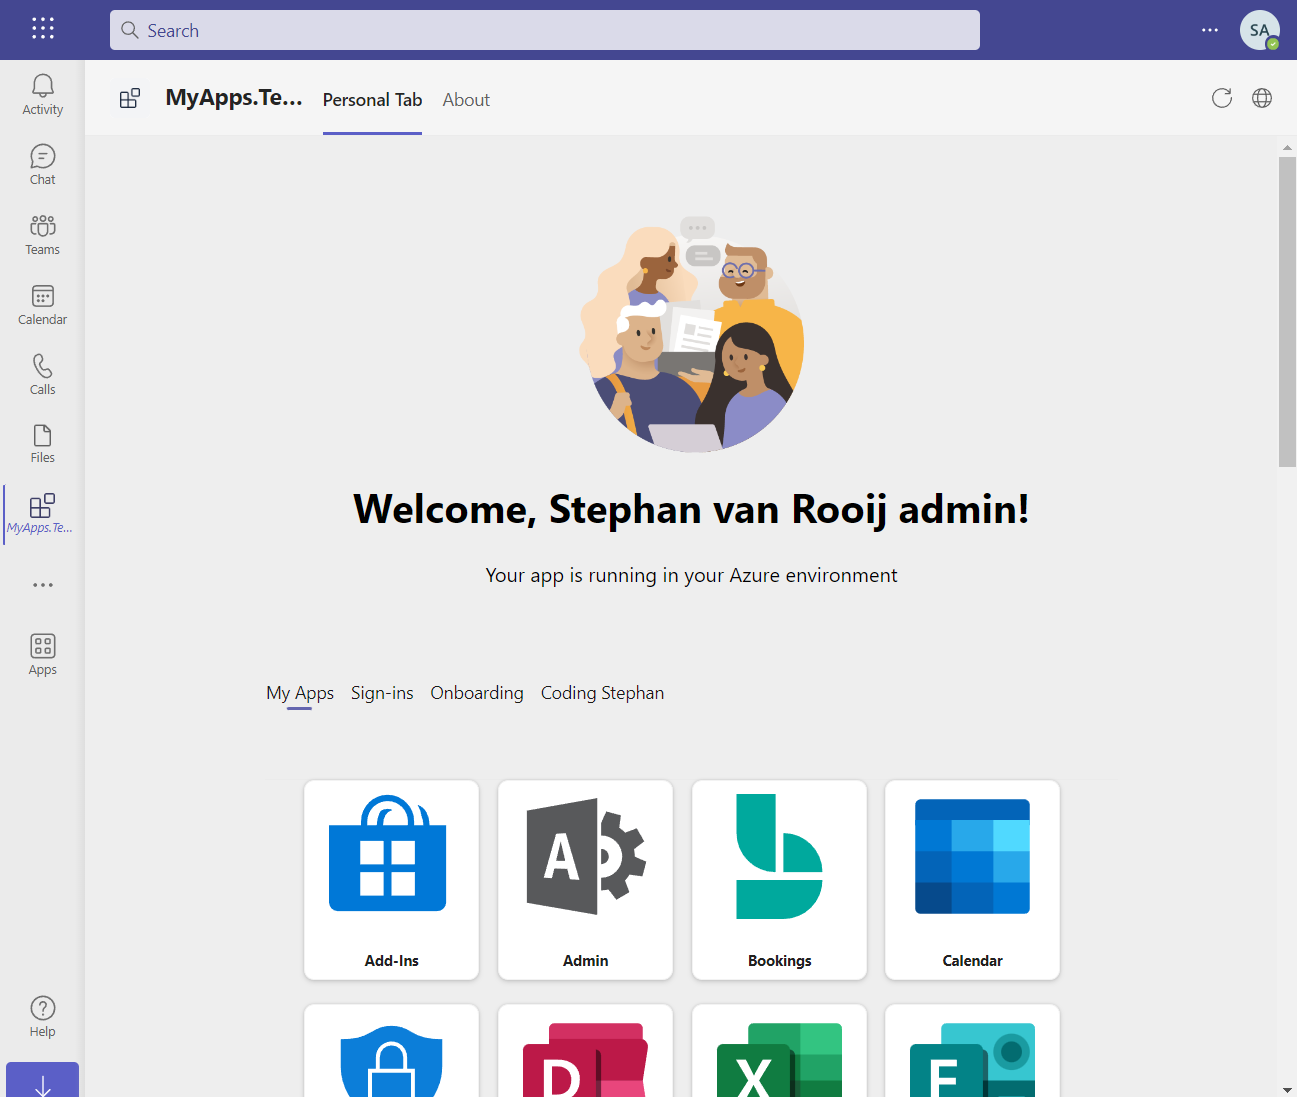 Search
SA
Activity
Chat
Teams
Calendar
Calls
Files
MyApps.Te...
Apps
Help
MyApps.Te... Personal Tab About
Welcome, Stephan van Rooij admin!
Your app is running in your Azure environment
My Apps Sign-ins Onboarding Coding Stephan
A
Add-Ins Admin Bookings Calendar
D X F